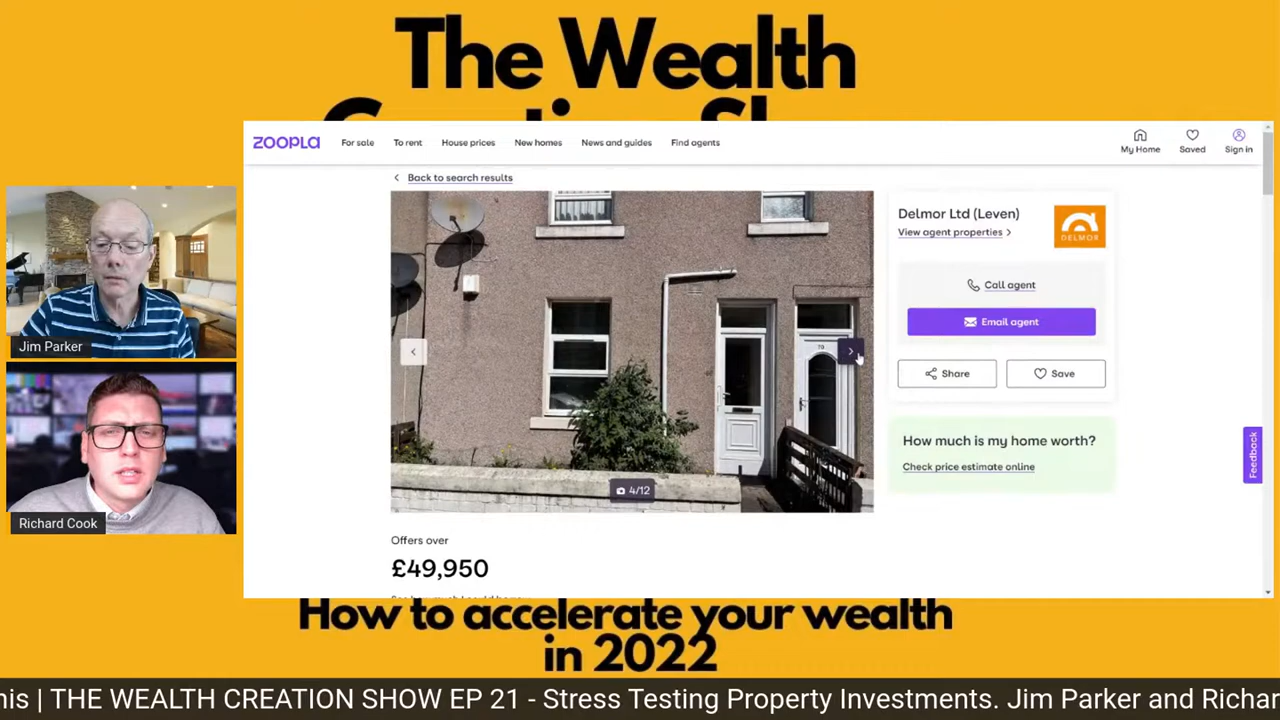 The Wealth
ZOOPLA
For sale To rent House prices New homes News and guides Find agents
My Home Saved Sign in
Back to search results
Delmor Ltd (Leven)
View agent properties
DELMOR
Call agent
Email agent
Share Save
How much is my home worth?
Check price estimate online
Feedback
70
4/12
Offers over
£49,950
Jim Parker
Richard Cook
How to accelerate your wealth
in 2022
his | THE WEALTH CREATION SHOW EP 21 - Stress Testing Property Investments. Jim Parker and Richar